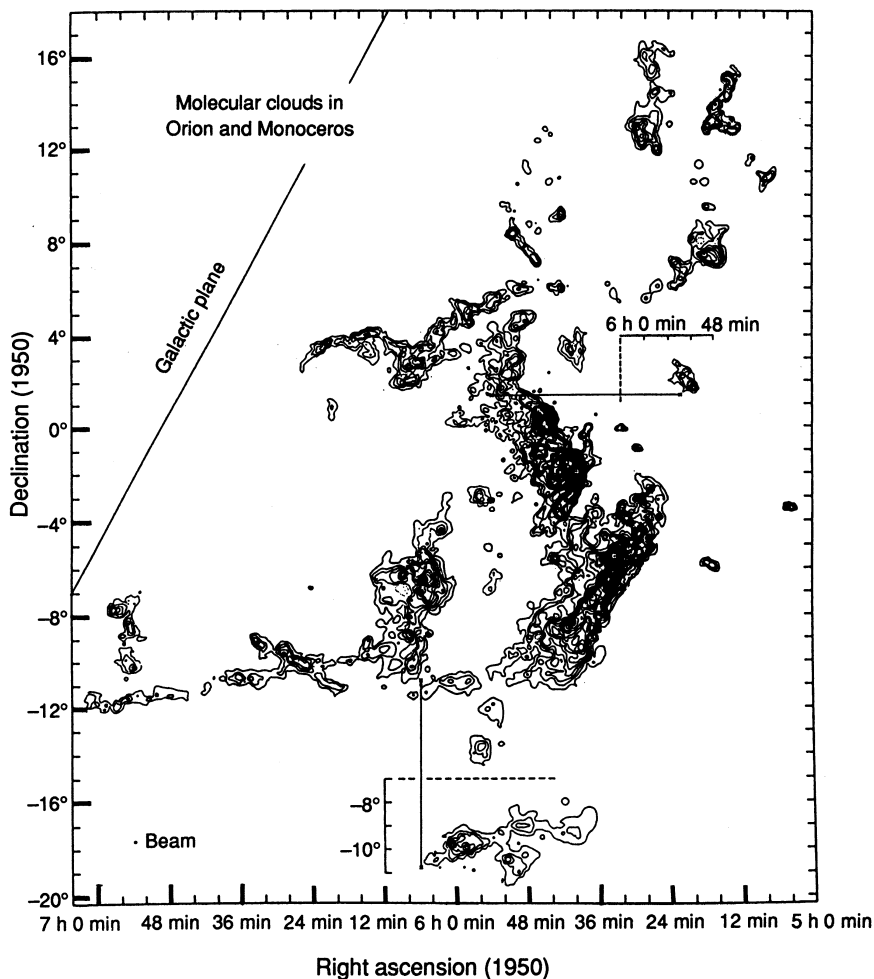 16°
Molecular clouds in
Orion and Monoceros
12°
8°
Galactic plane
6 h 0 min 48 min
4°
Declination (1950)
0°
−4°
−8°
−12°
−16°
−8°
−10°
Beam
−20°
7 h 0 min 48 min 36 min 24 min 12 min 6 h 0 min 48 min 36 min 24 min 12 min 5 h 0 min
Right ascension (1950)